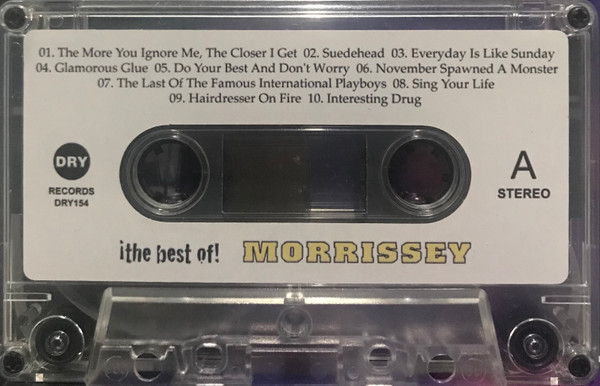 01. The More You Ignore Me, The Closer I Get 02. Suedehead 03. Everyday Is Like Sunday
04. Glamorous Glue 05. Do Your Best And Don't Worry 06. November Spawned A Monster
07. The Last Of The Famous International Playboys 08. Sing Your Life
09. Hairdresser On Fire 10. Interesting Drug
DRY
RECORDS
DRY154
A
STEREO
¡the best of! MORRISSEY